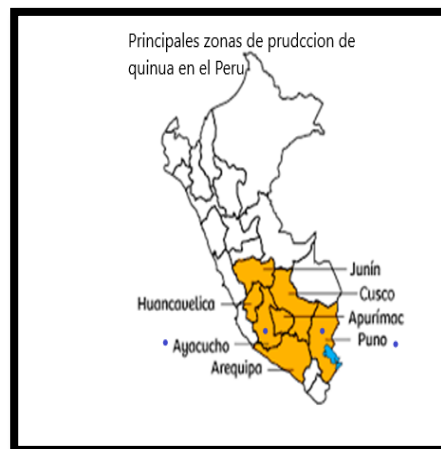 Principales zonas de prudccion de
quinua en el Peru
Junín
Cusco
Huancavelica
Apurímac
Puno
Ayacucho
Arequipa